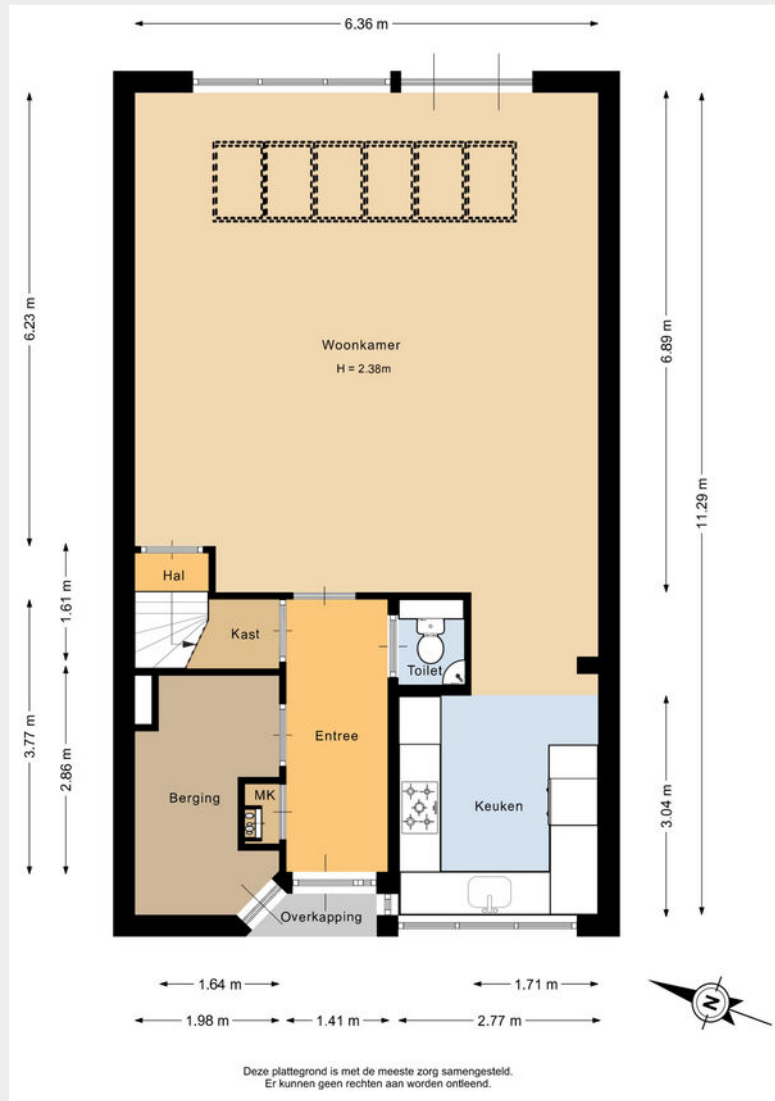 6.36 m
6.23 m
6.89 m
11.29 m
Woonkamer
H = 2.38m
1.61 m
Hal
Kast
Toilet
3.77 m
2.86 m
Entree
Berging
MK
Keuken
3.04 m
Overkapping
1.64 m
1.71 m
1.98 m
1.41 m
2.77 m
N
Deze plattegrond is met de meeste zorg samengesteld.
Er kunnen geen rechten aan worden ontleend.